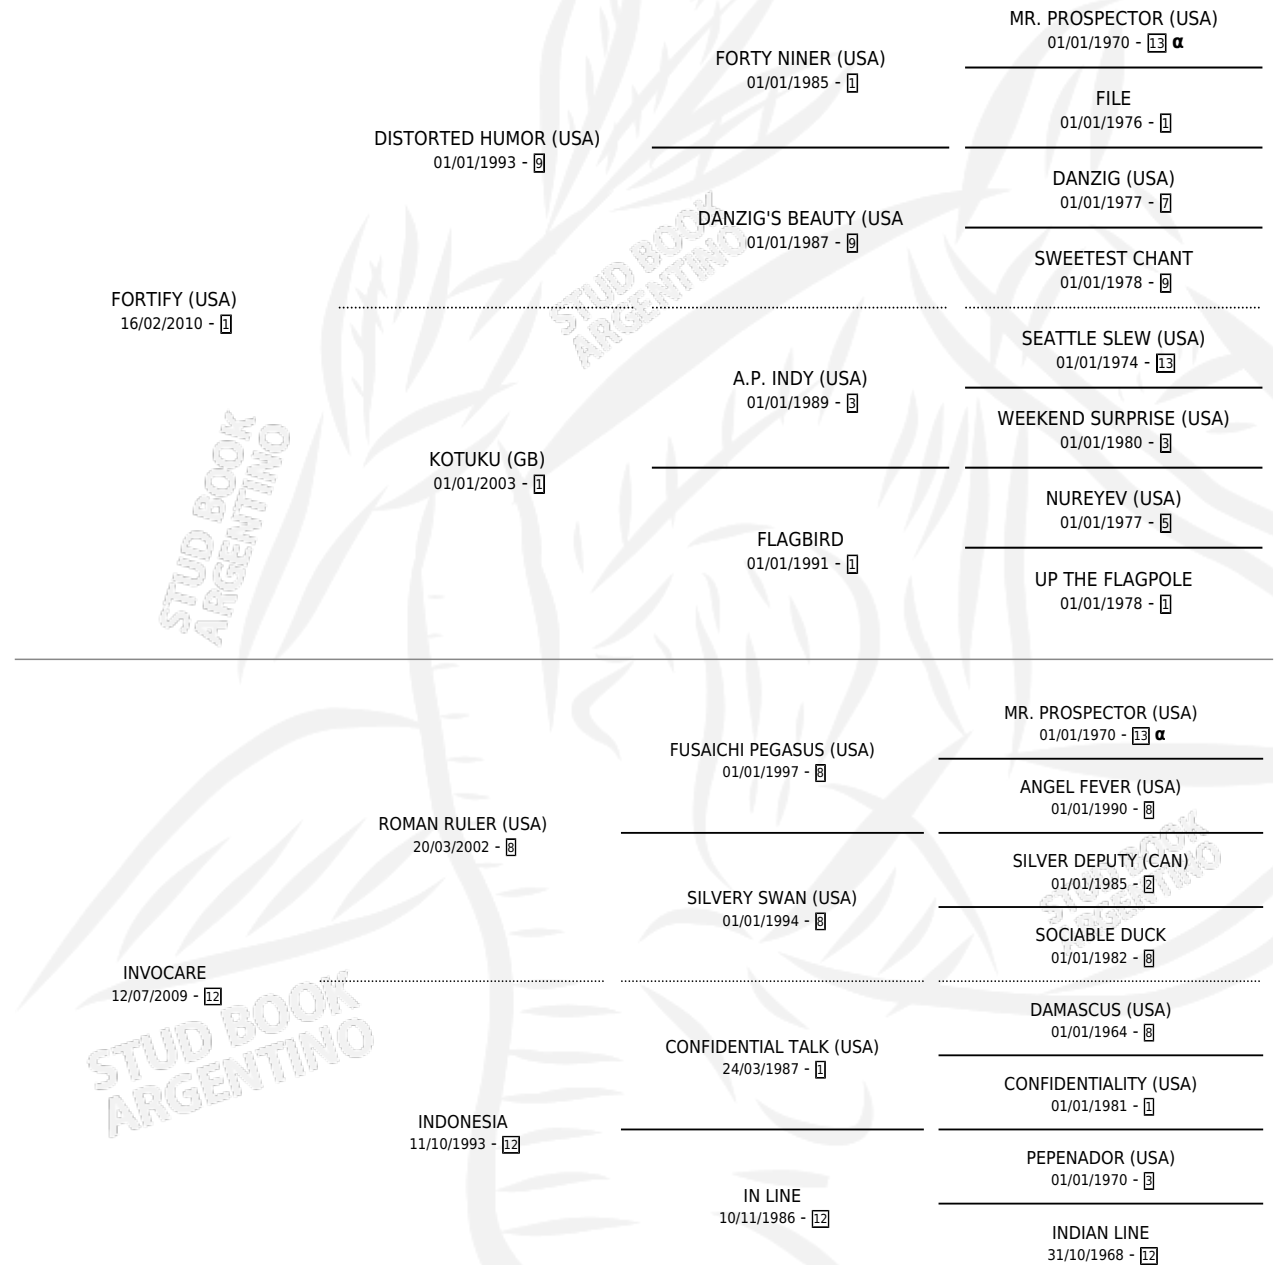 MR. PROSPECTOR (USA)
01/01/1970 - 13 α
FORTY NINER (USA)
01/01/1985 - 1
FILE
01/01/1976 - 1
DISTORTED HUMOR (USA)
01/01/1993 - 9
DANZIG (USA)
01/01/1977 - 7
DANZIG'S BEAUTY (USA
01/01/1987 - 9
SWEETEST CHANT
01/01/1978 - 9
FORTIFY (USA)
16/02/2010 - 1
SEATTLE SLEW (USA)
01/01/1974 - 13
A.P. INDY (USA)
01/01/1989 - 3
WEEKEND SURPRISE (USA)
01/01/1980 - 3
KOTUKU (GB)
01/01/2003 - 1
NUREYEV (USA)
01/01/1977 - 5
FLAGBIRD
01/01/1991 - 1
UP THE FLAGPOLE
01/01/1978 - 1
STUD BOOK
ARGENTINO
STUD BOOK
ARGENTINO
MR. PROSPECTOR (USA)
01/01/1970 - 13 α
FUSAICHI PEGASUS (USA)
01/01/1997 - 8
ANGEL FEVER (USA)
01/01/1990 - 8
ROMAN RULER (USA)
20/03/2002 - 8
SILVER DEPUTY (CAN)
01/01/1985 - 2
SILVERY SWAN (USA)
01/01/1994 - 8
SOCIABLE DUCK
01/01/1982 - 8
INVOCARE
12/07/2009 - 12
DAMASCUS (USA)
01/01/1964 - 8
CONFIDENTIAL TALK (USA)
24/03/1987 - 1
CONFIDENTIALITY (USA)
01/01/1981 - 1
INDONESIA
11/10/1993 - 12
PEPENADOR (USA)
01/01/1970 - 3
IN LINE
10/11/1986 - 12
INDIAN LINE
31/10/1968 - 12
STUD BOOK
ARGENTINO
STUD BOOK
ARGENTINO